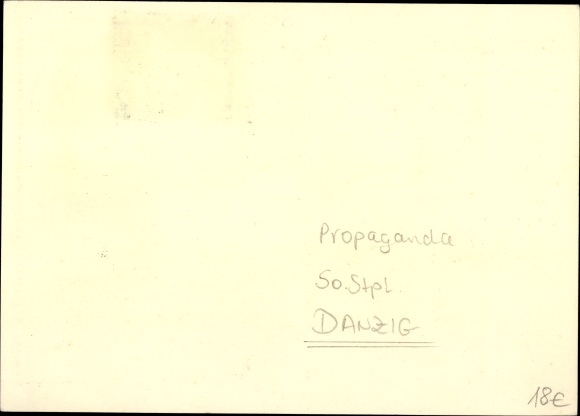 Propaganda
So.Stpl.
DANZIG
18€